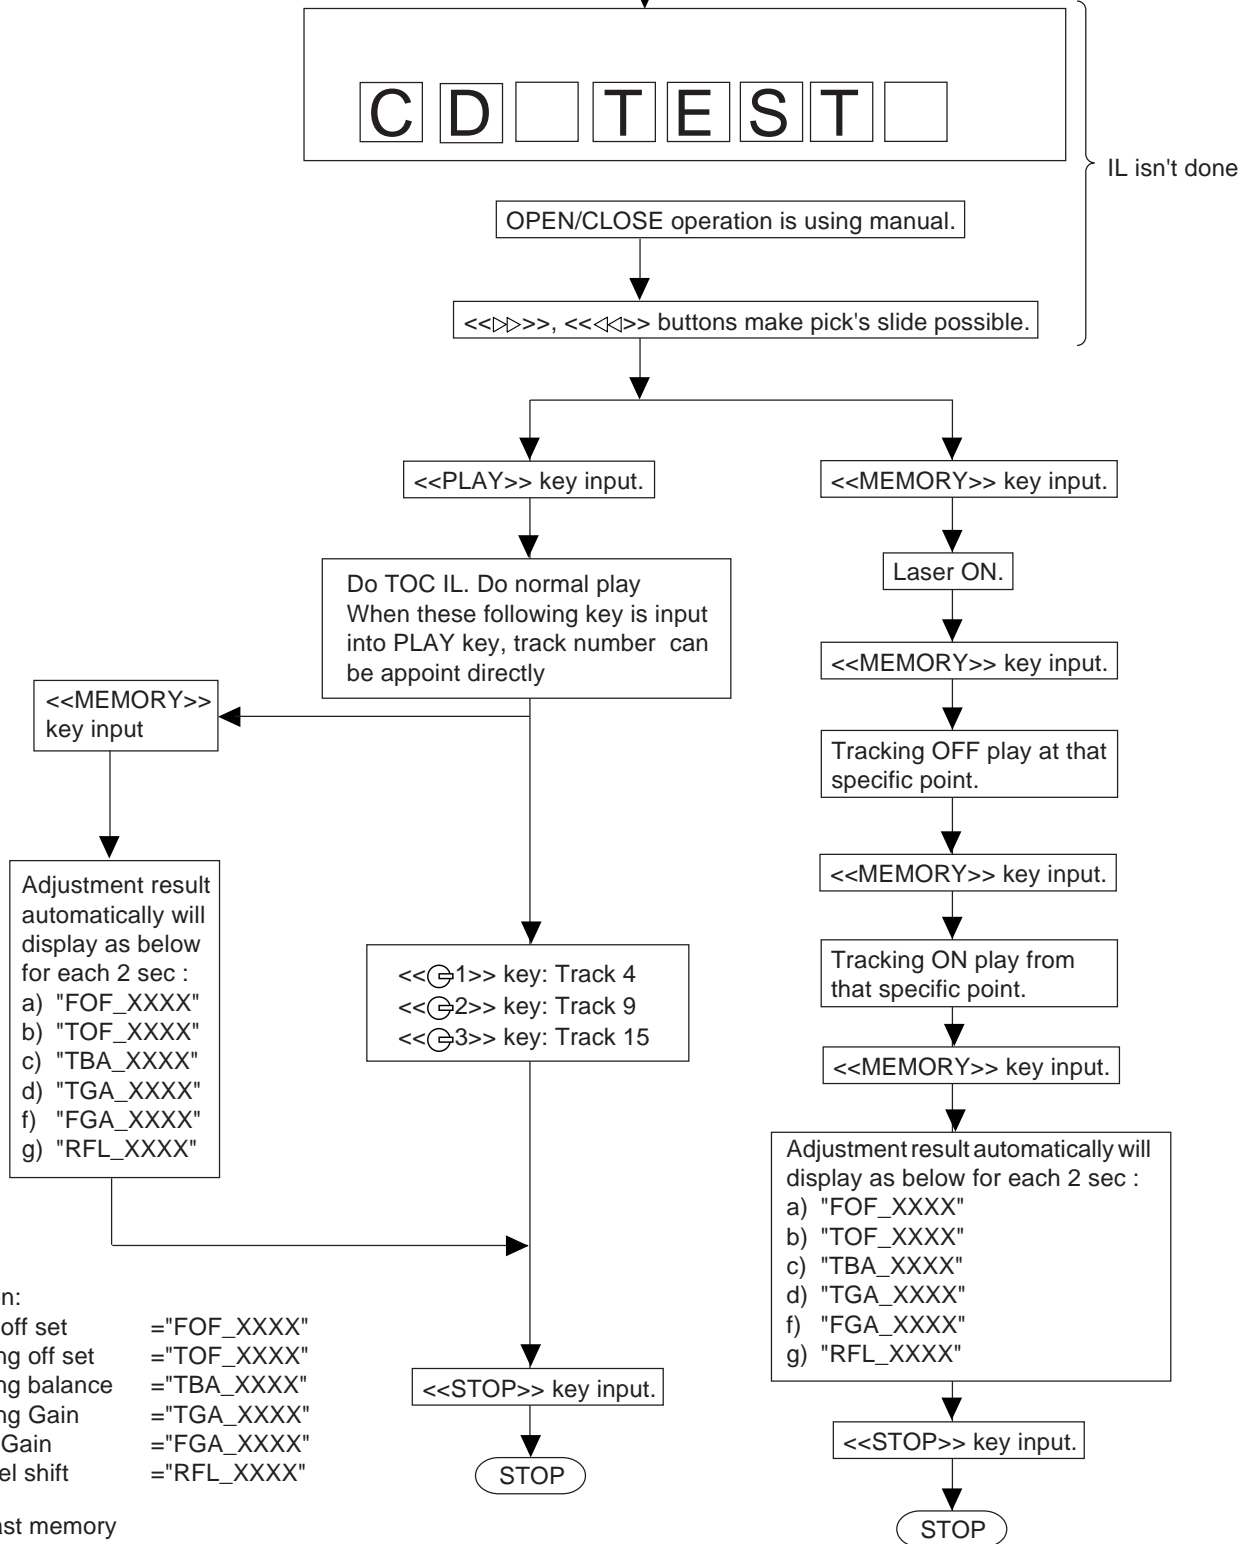 CD TEST
IL isn't done
OPEN/CLOSE operation is using manual.
<<▷▷>>, <<◁◁>> buttons make pick's slide possible.
<<PLAY>> key input.
Do TOC IL. Do normal play
When these following key is input
into PLAY key, track number can
be appoint directly
<<MEMORY>>
key input
Adjustment result
automatically will
display as below
for each 2 sec :
a) "FOF_XXXX"
b) "TOF_XXXX"
c) "TBA_XXXX"
d) "TGA_XXXX"
f) "FGA_XXXX"
g) "RFL_XXXX"
<<1>> key: Track 4
<<2>> key: Track 9
<<3>> key: Track 15
<<STOP>> key input.
STOP
<<MEMORY>> key input.
Laser ON.
<<MEMORY>> key input.
Tracking OFF play at that
specific point.
<<MEMORY>> key input.
Tracking ON play from
that specific point.
<<MEMORY>> key input.
Adjustment result automatically will
display as below for each 2 sec :
a) "FOF_XXXX"
b) "TOF_XXXX"
c) "TBA_XXXX"
d) "TGA_XXXX"
f) "FGA_XXXX"
g) "RFL_XXXX"
<<STOP>> key input.
STOP
n:
off set ="FOF_XXXX"
ng off set ="TOF_XXXX"
ng balance ="TBA_XXXX"
ng Gain ="TGA_XXXX"
Gain ="FGA_XXXX"
el shift ="RFL_XXXX"
ast memory